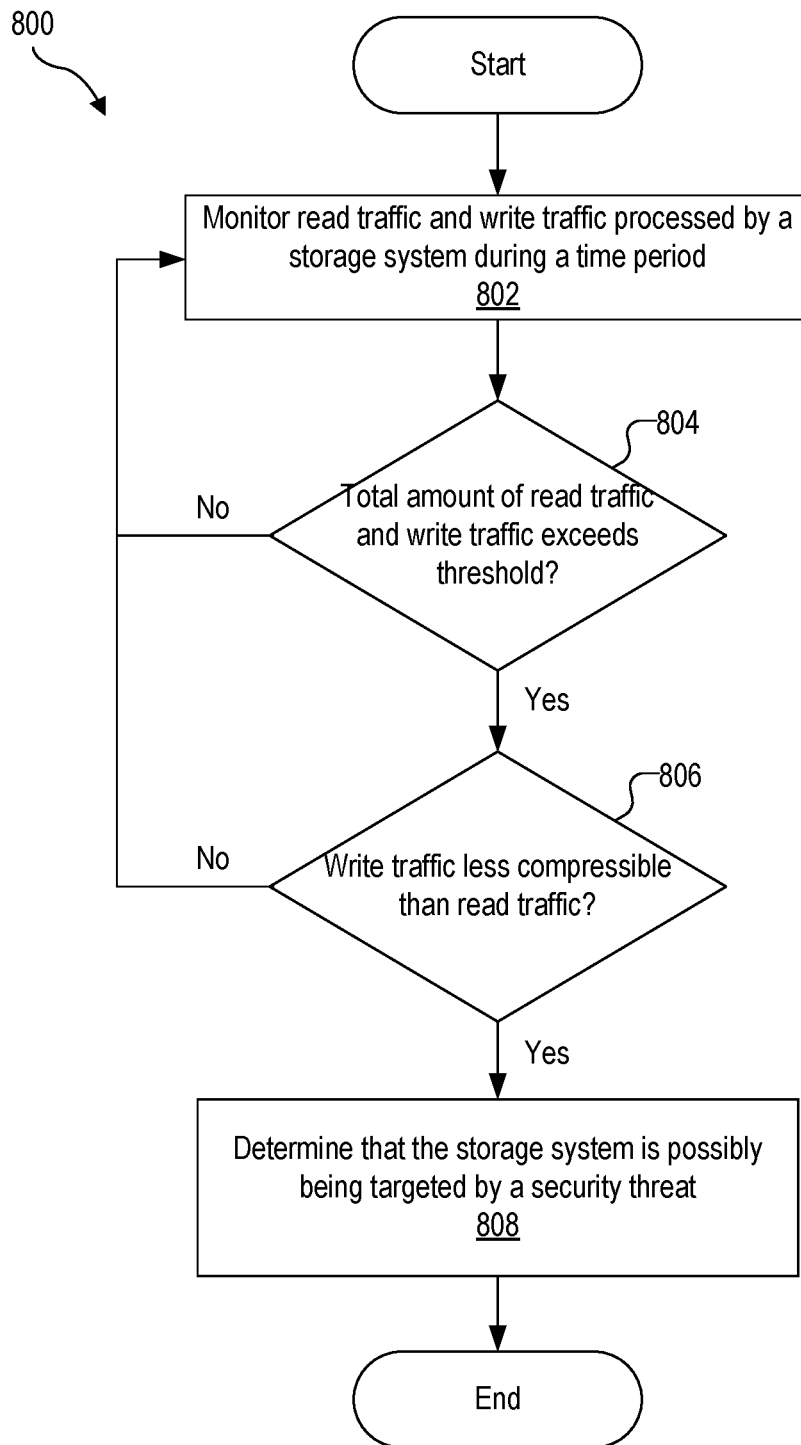 800
Start
Monitor read traffic and write traffic processed by a
storage system during a time period
802
804
Total amount of read traffic
and write traffic exceeds
threshold?
No
Yes
806
Write traffic less compressible
than read traffic?
No
Yes
Determine that the storage system is possibly
being targeted by a security threat
808
End